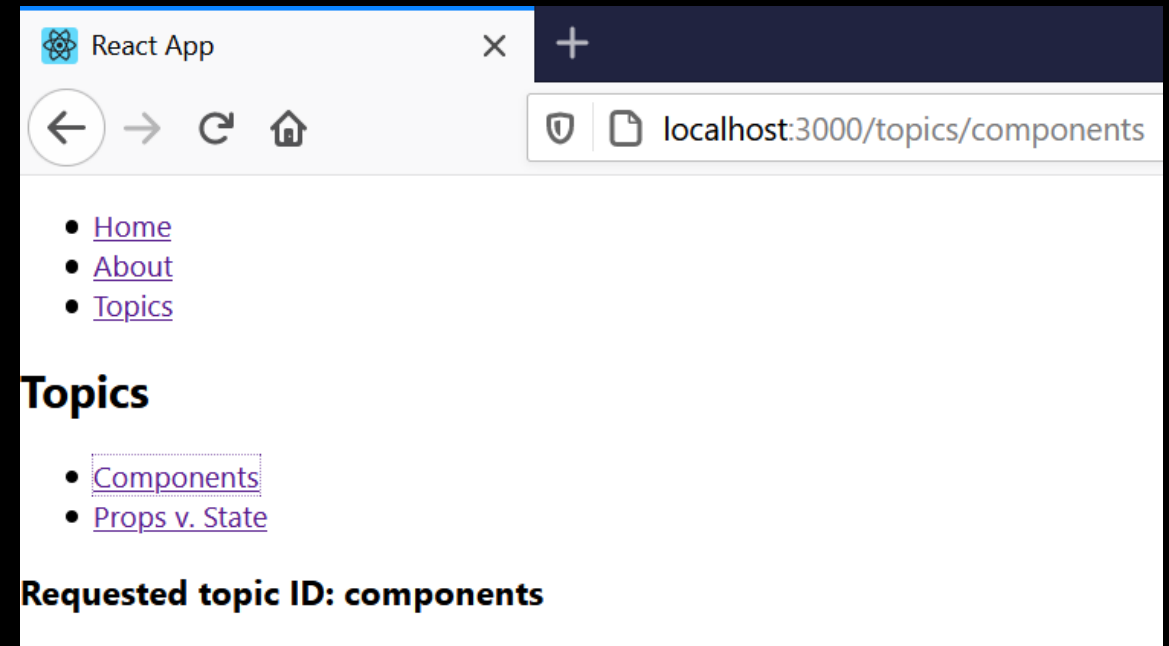 React App
localhost:3000/topics/components
Home
About
Topics
Topics
Components
Props v. State
Requested topic ID: components